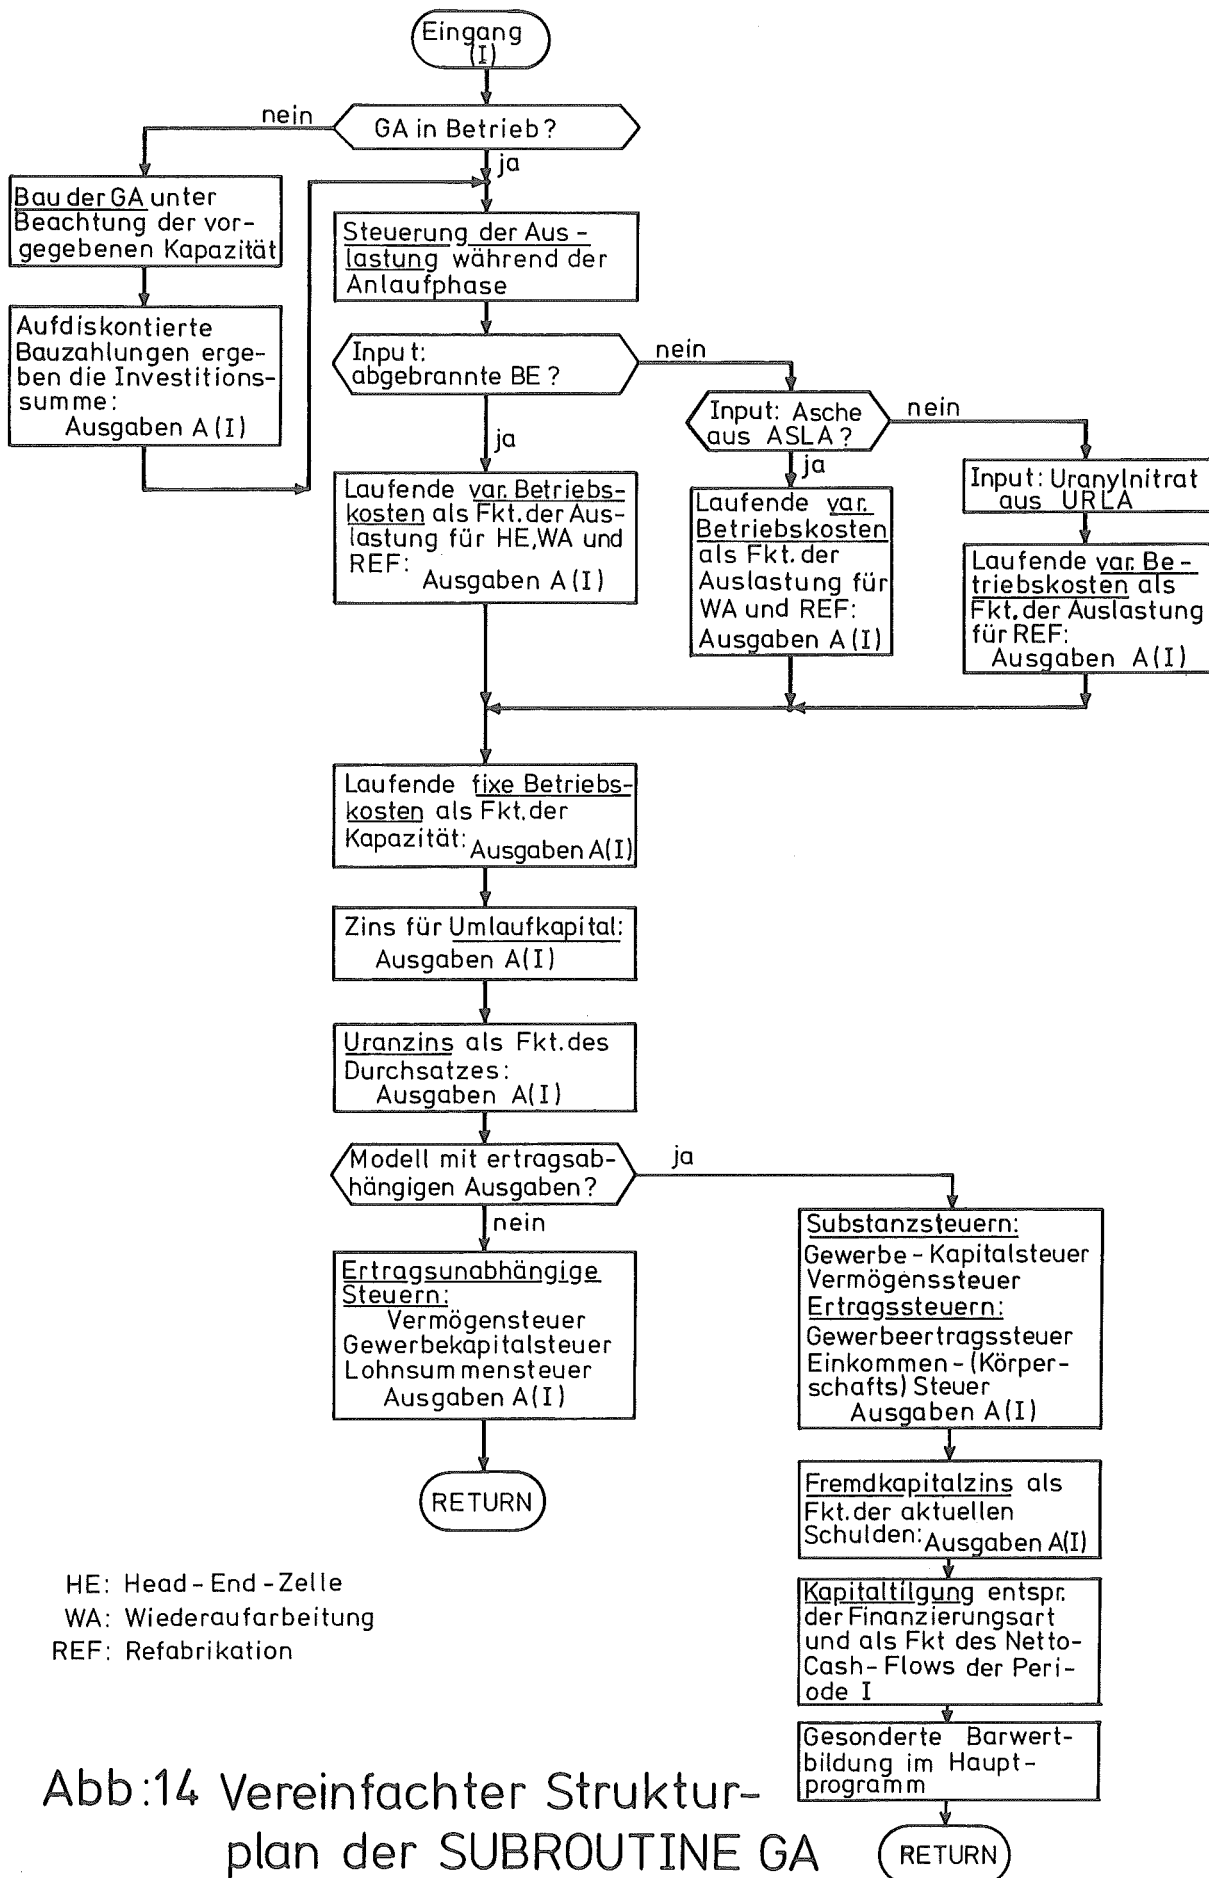 Eingang
(I)
nein
GA in Betrieb?
ja
Bau der GA unter
Beachtung der vor-
gegebenen Kapazität
Aufdiskontierte
Bauzahlungen erge-
ben die Investitions-
summe:
Ausgaben A(I)
Steuerung der Aus-
lastung während der
Anlaufphase
Input:
abgebrannte BE?
nein
ja
Input: Asche
aus ASLA?
nein
ja
Input: Uranylnitrat
aus URLA
Laufende var. Betriebs-
kosten als Fkt. der Aus-
lastung für HE, WA und
REF:
Ausgaben A(I)
Laufende var.
Betriebskosten
als Fkt. der
Auslastung für
WA und REF:
Ausgaben A(I)
Laufende var. Be-
triebskosten als
Fkt. der Auslastung
für REF:
Ausgaben A(I)
Laufende fixe Betriebs-
kosten als Fkt. der
Kapazität: Ausgaben A(I)
Zins für Umlaufkapital:
Ausgaben A(I)
Uranzins als Fkt. des
Durchsatzes:
Ausgaben A(I)
Modell mit ertragsab-
hängigen Ausgaben?
ja
nein
Ertragsunabhängige
Steuern:
Vermögensteuer
Gewerbekapitalsteuer
Lohnsummensteuer
Ausgaben A(I)
RETURN
Substanzsteuern:
Gewerbe-Kapitalsteuer
Vermögenssteuer
Ertragssteuern:
Gewerbeertragssteuer
Einkommen-(Körper-
schafts) Steuer
Ausgaben A(I)
Fremdkapitalzins als
Fkt. der aktuellen
Schulden: Ausgaben A(I)
Kapitaltilgung entspr.
der Finanzierungsart
und als Fkt des Netto-
Cash-Flows der Peri-
ode I
Gesonderte Barwert-
bildung im Haupt-
programm
RETURN
HE: Head-End-Zelle
WA: Wiederaufarbeitung
REF: Refabrikation
Abb:14 Vereinfachter Struktur-
plan der SUBROUTINE GA